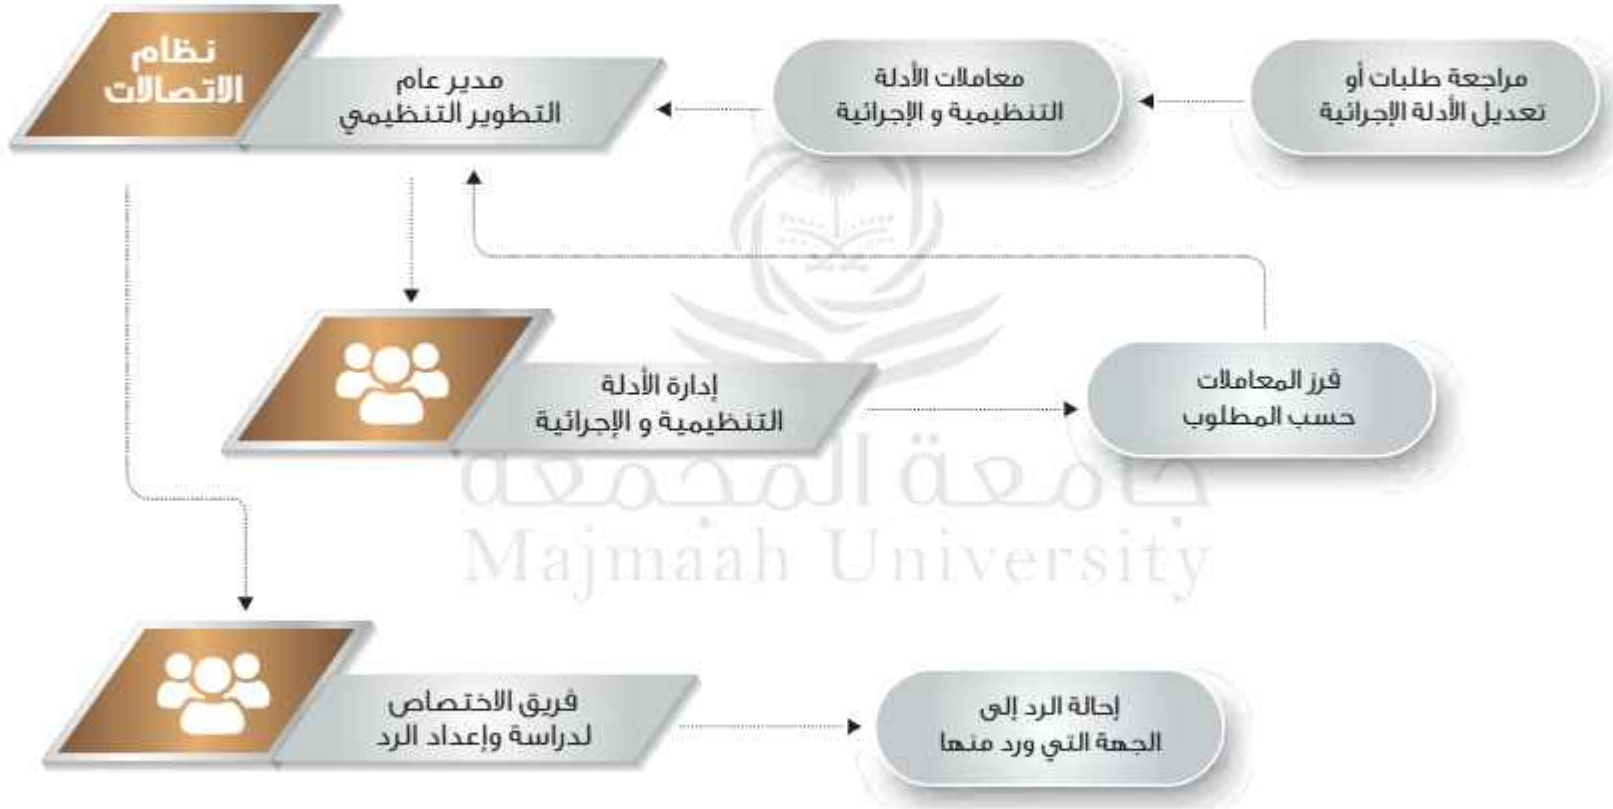 مراجعة طلبات أو
تعديل الأدلة الإجرائية
معاملات الأدلة
التنظيمية و الإجرائية
مدير عام
التطوير التنظيمي
نظام
الاتصالات
إدارة الأدلة
التنظيمية و الإجرائية
فرز المعاملات
حسب المطلوب
جامعة المجمعة
Majmaah University
فريق الاختصاص
لدراسة وإعداد الرد
إحالة الرد إلى
الجهة التي ورد منها